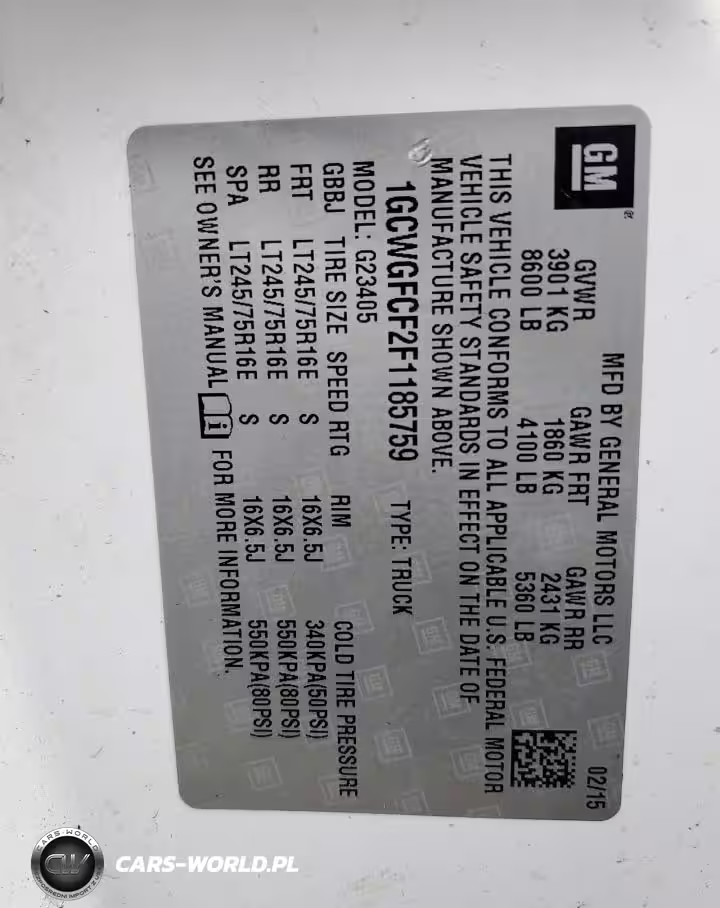 GM®
MFD BY GENERAL MOTORS LLC 02/15
GVWR GAWR FRT GAWR RR
3901 KG 1860 KG 2431 KG
8600 LB 4100 LB 5360 LB
THIS VEHICLE CONFORMS TO ALL APPLICABLE U.S. FEDERAL MOTOR
VEHICLE SAFETY STANDARDS IN EFFECT ON THE DATE OF
MANUFACTURE SHOWN ABOVE.
1GCWGFCF2F1185759 TYPE: TRUCK
MODEL: G23405
GBBJ TIRE SIZE SPEED RTG RIM COLD TIRE PRESSURE
FRT LT245/75R16E S 16X6.5J 340KPA(50PSI)
RR LT245/75R16E S 16X6.5J 550KPA(80PSI)
SPA LT245/75R16E S 16X6.5J 550KPA(80PSI)
SEE OWNER'S MANUAL FOR MORE INFORMATION.
CARS-WORLD
CW
CARS-WORLD.PL